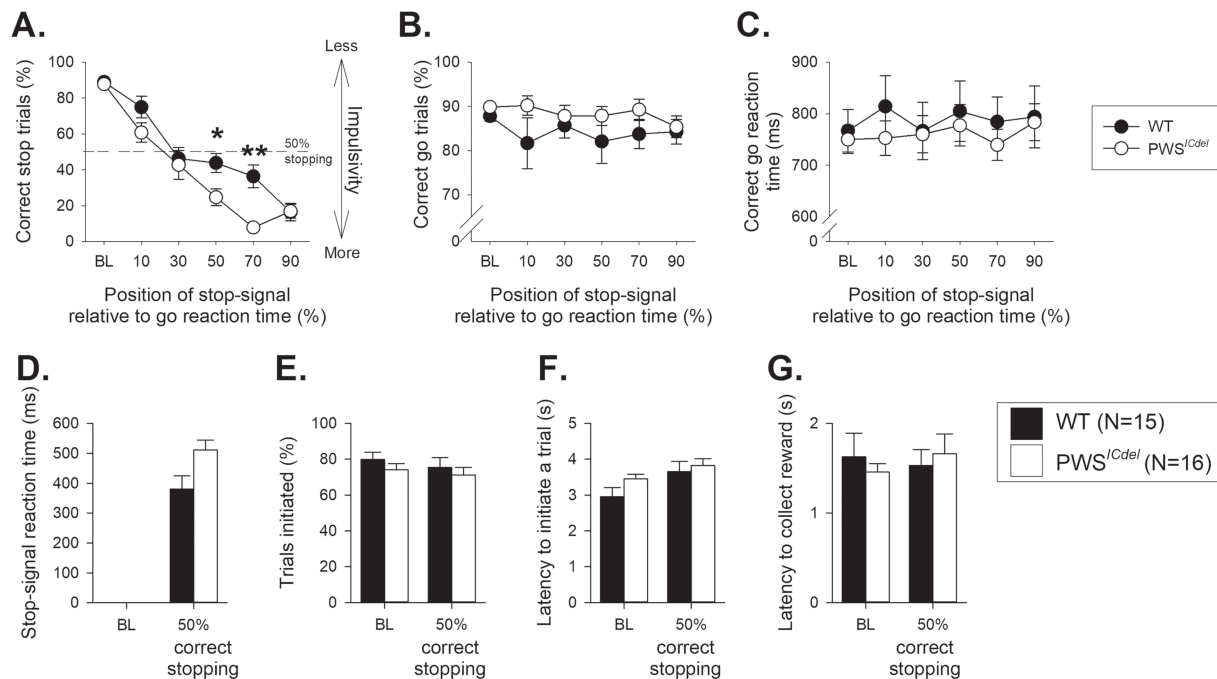 A.
Correct stop trials (%)
100
80
60
40
20
0
BL 10 30 50 70 90
*
**
50%
stopping
Less
Impulsivity
More
Position of stop-signal
relative to go reaction time (%)
B.
Correct go trials (%)
100
90
80
70
0
BL 10 30 50 70 90
Position of stop-signal
relative to go reaction time (%)
C.
Correct go reaction
time (ms)
900
800
700
600
0
BL 10 30 50 70 90
Position of stop-signal
relative to go reaction time (%)
WT
PWS^ICdel
D.
Stop-signal reaction time (ms)
600
500
400
300
200
100
0
BL 50%
correct
stopping
E.
Trials initiated (%)
100
80
60
40
20
0
BL 50%
correct
stopping
F.
Latency to initiate a trial (s)
5
4
3
2
1
0
BL 50%
correct
stopping
G.
Latency to collect reward (s)
2
1
0
BL 50%
correct
stopping
WT (N=15)
PWS^ICdel (N=16)